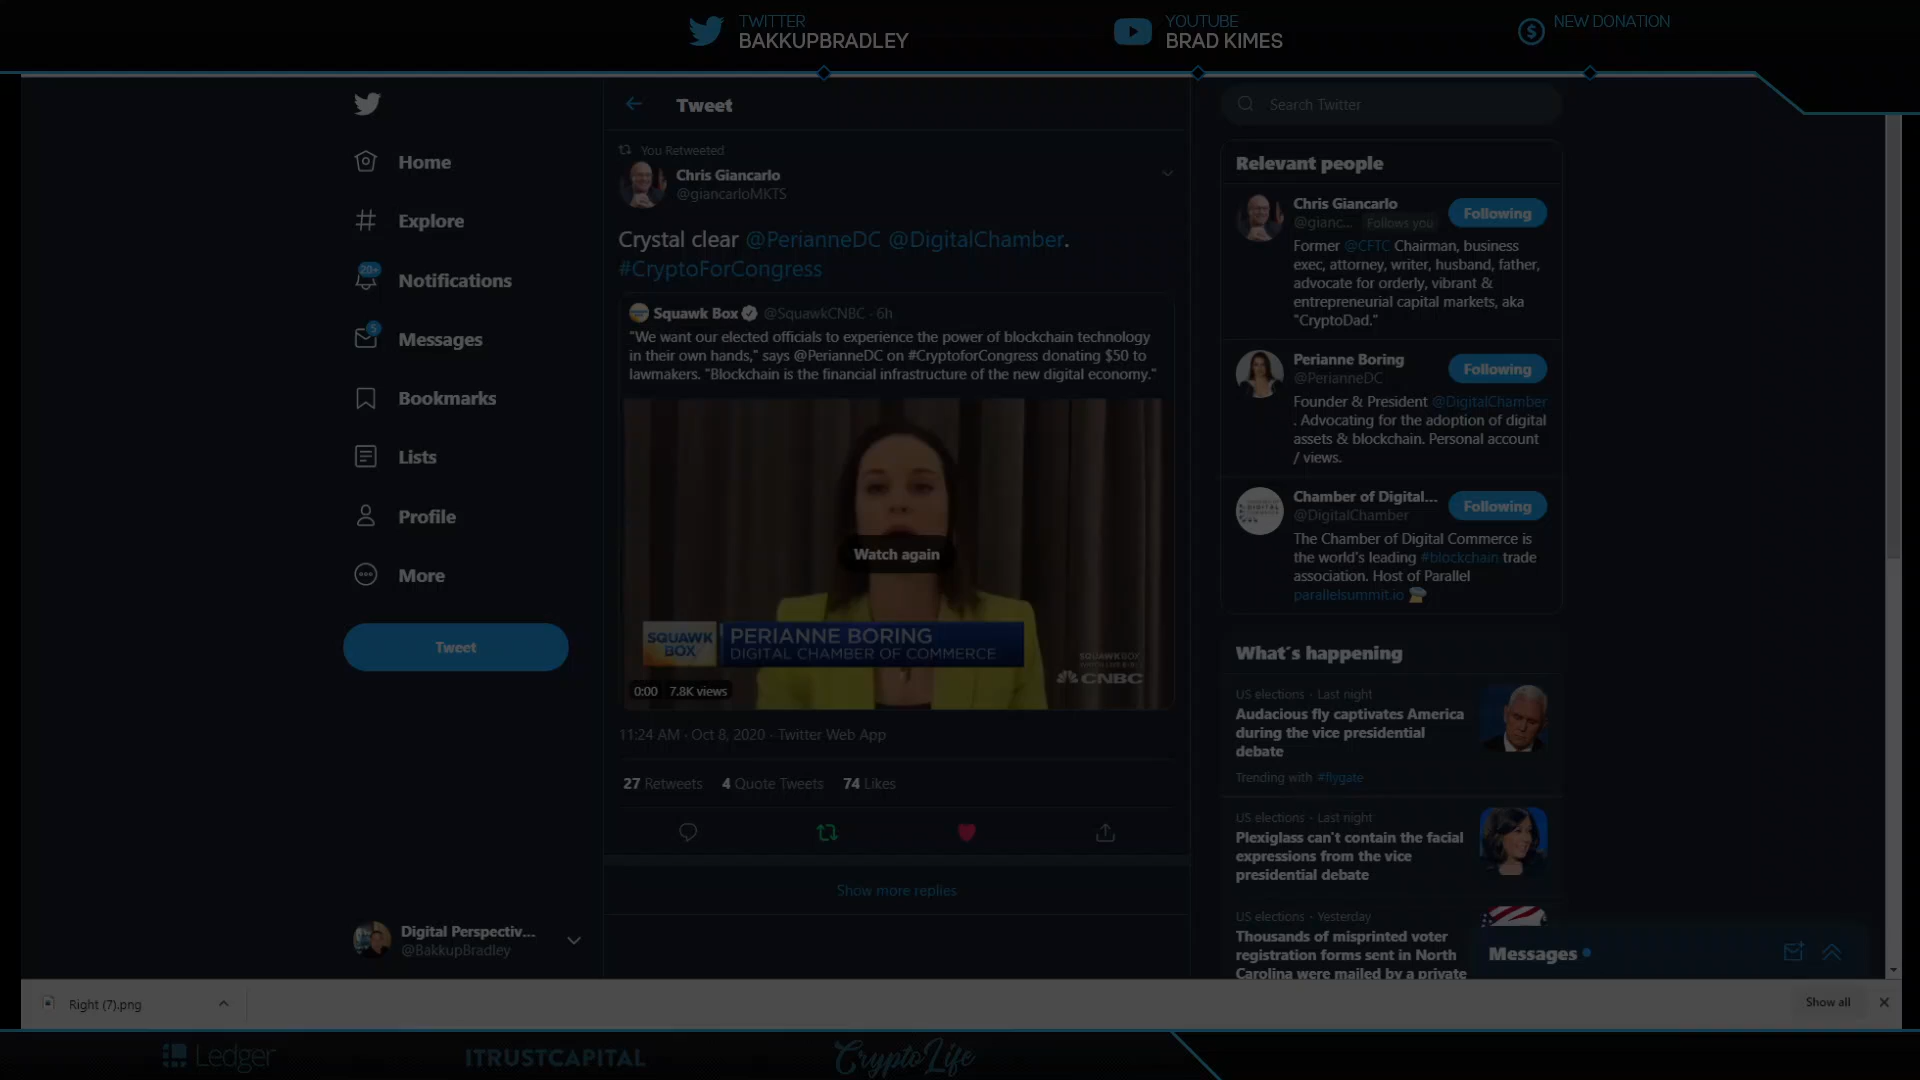 TWITTER
BAKKUPBRADLEY
YOUTUBE
BRAD KIMES
NEW DONATION
Home
Explore
20+
Notifications
5
Messages
Bookmarks
Lists
Profile
More
Tweet
Digital Perspectiv...
@BakkupBradley
Tweet
You Retweeted
Chris Giancarlo
@giancarloMKTS
Crystal clear @PerianneDC @DigitalChamber.
#CryptoForCongress
Squawk Box @SquawkCNBC · 6h
"We want our elected officials to experience the power of blockchain technology
in their own hands," says @PerianneDC on #CryptoforCongress donating $50 to
lawmakers. "Blockchain is the financial infrastructure of the new digital economy."
Watch again
SQUAWK
BOX
PERIANNE BORING
DIGITAL CHAMBER OF COMMERCE
SQUAWK BOX
CNBC
0:00 7.8K views
11:24 AM · Oct 8, 2020 · Twitter Web App
27 Retweets 4 Quote Tweets 74 Likes
Show more replies
Search Twitter
Relevant people
Chris Giancarlo
@gianc... Follows you
Following
Former @CFTC Chairman, business
exec, attorney, writer, husband, father,
advocate for orderly, vibrant &
entrepreneurial capital markets, aka
"CryptoDad."
Perianne Boring
@PerianneDC
Following
Founder & President @DigitalChamber
. Advocating for the adoption of digital
assets & blockchain. Personal account
/ views.
Chamber of Digital...
@DigitalChamber
Following
The Chamber of Digital Commerce is
the world's leading #blockchain trade
association. Host of Parallel
parallelsummit.io
What's happening
US elections · Last night
Audacious fly captivates America
during the vice presidential
debate
Trending with #flygate
US elections · Last night
Plexiglass can't contain the facial
expressions from the vice
presidential debate
US elections · Yesterday
Thousands of misprinted voter
registration forms sent in North
Carolina were mailed by a private
Messages
Right (7).png
Show all
Ledger
ITRUSTCAPITAL
CryptoLife